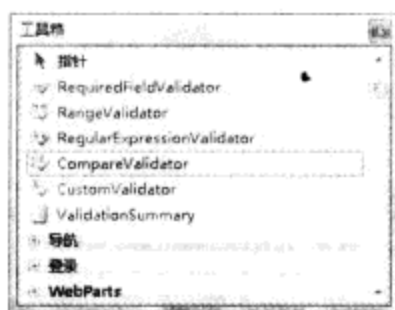 工具箱
指针
RequiredFieldValidator
RangeValidator
RegularExpressionValidator
CompareValidator
CustomValidator
ValidationSummary
导航
登录
WebParts